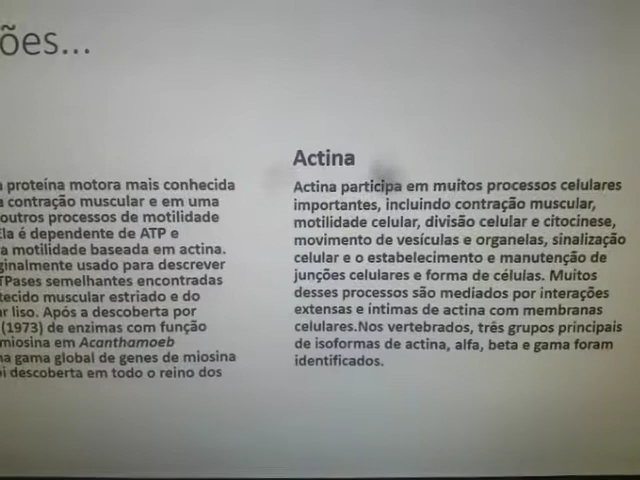 ões...
a proteína motora mais conhecida
a contração muscular e em uma
outros processos de motilidade
Ela é dependente de ATP e
a motilidade baseada em actina.
ginalmente usado para descrever
TPases semelhantes encontradas
tecido muscular estriado e do
ar liso. Após a descoberta por
(1973) de enzimas com função
miosina em Acanthamoeb
na gama global de genes de miosina
oi descoberta em todo o reino dos
Actina
Actina participa em muitos processos celulares
importantes, incluindo contração muscular,
motilidade celular, divisão celular e citocinese,
movimento de vesículas e organelas, sinalização
celular e o estabelecimento e manutenção de
junções celulares e forma de células. Muitos
desses processos são mediados por interações
extensas e íntimas de actina com membranas
celulares.Nos vertebrados, três grupos principais
de isoformas de actina, alfa, beta e gama foram
identificados.